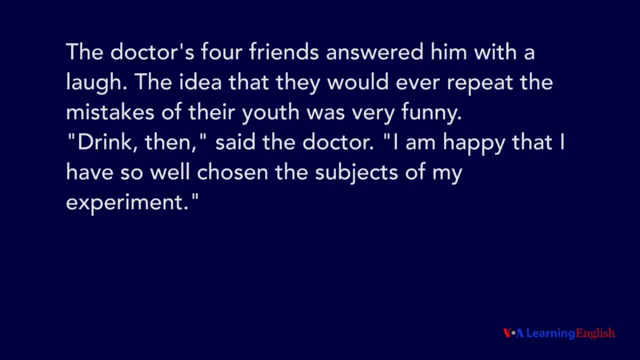 The doctor's four friends answered him with a
laugh. The idea that they would ever repeat the
mistakes of their youth was very funny.
"Drink, then," said the doctor. "I am happy that I
have so well chosen the subjects of my
experiment."
VOA Learning English